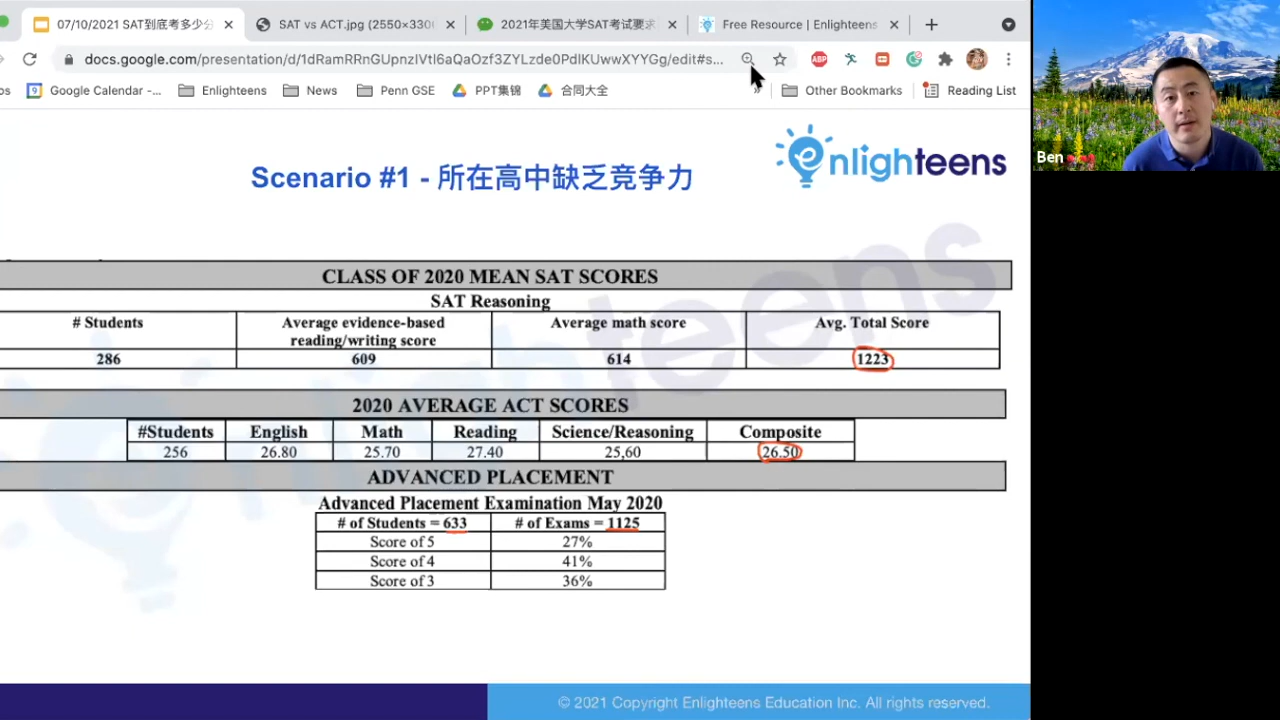 07/10/2021 SAT到底考多少分
SAT vs ACT.jpg (2550×330
2021年美国大学SAT考试要求
Free Resource | Enlighteens
docs.google.com/presentation/d/1dRamRRnGUpnzIVtl6aQaOzf3ZYLzde0PdlKUwwXYYGg/edit#s...
ABP
os
9
Google Calendar -...
Enlighteens
News
Penn GSE
PPT集锦
合同大全
»
Other Bookmarks
Reading List
Ben
Scenario #1 - 所在高中缺乏竞争力
enlighteens
CLASS OF 2020 MEAN SAT SCORES
SAT Reasoning
# Students Average evidence-based reading/writing score Average math score Avg. Total Score
286 609 614 1223
2020 AVERAGE ACT SCORES
#Students English Math Reading Science/Reasoning Composite
256 26.80 25.70 27.40 25,60 26.50
ADVANCED PLACEMENT
Advanced Placement Examination May 2020
# of Students = 633 # of Exams = 1125
Score of 5 27%
Score of 4 41%
Score of 3 36%
© 2021 Copyright Enlighteens Education Inc. All rights reserved.